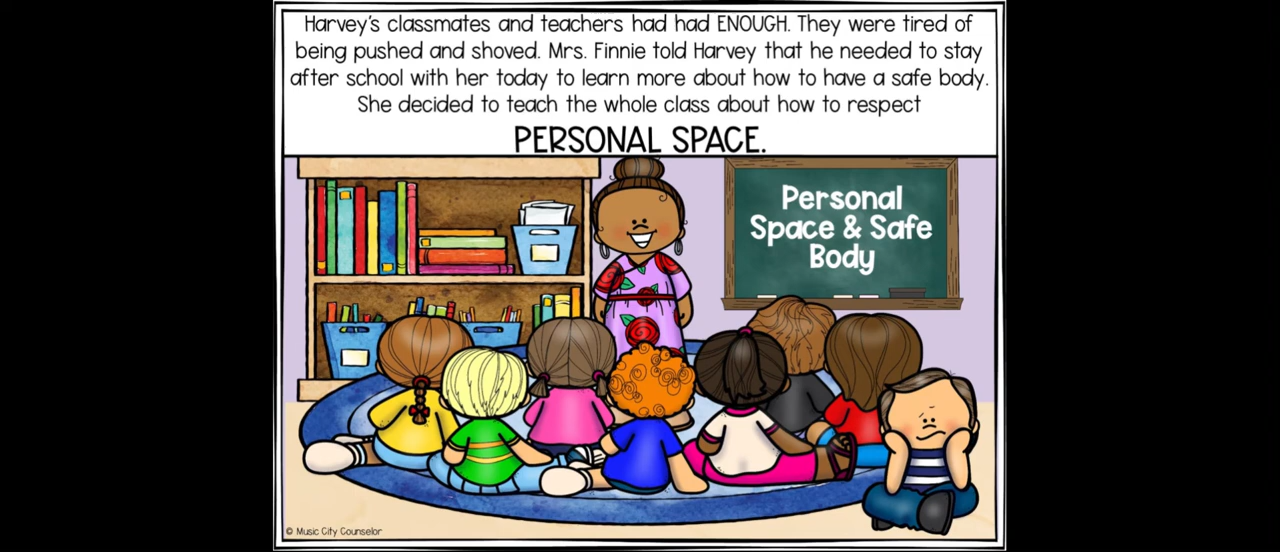 Harvey's classmates and teachers had had ENOUGH. They were tired of
being pushed and shoved. Mrs. Finnie told Harvey that he needed to stay
after school with her today to learn more about how to have a safe body.
She decided to teach the whole class about how to respect
PERSONAL SPACE.
Personal
Space & Safe
Body
© Music City Counselor